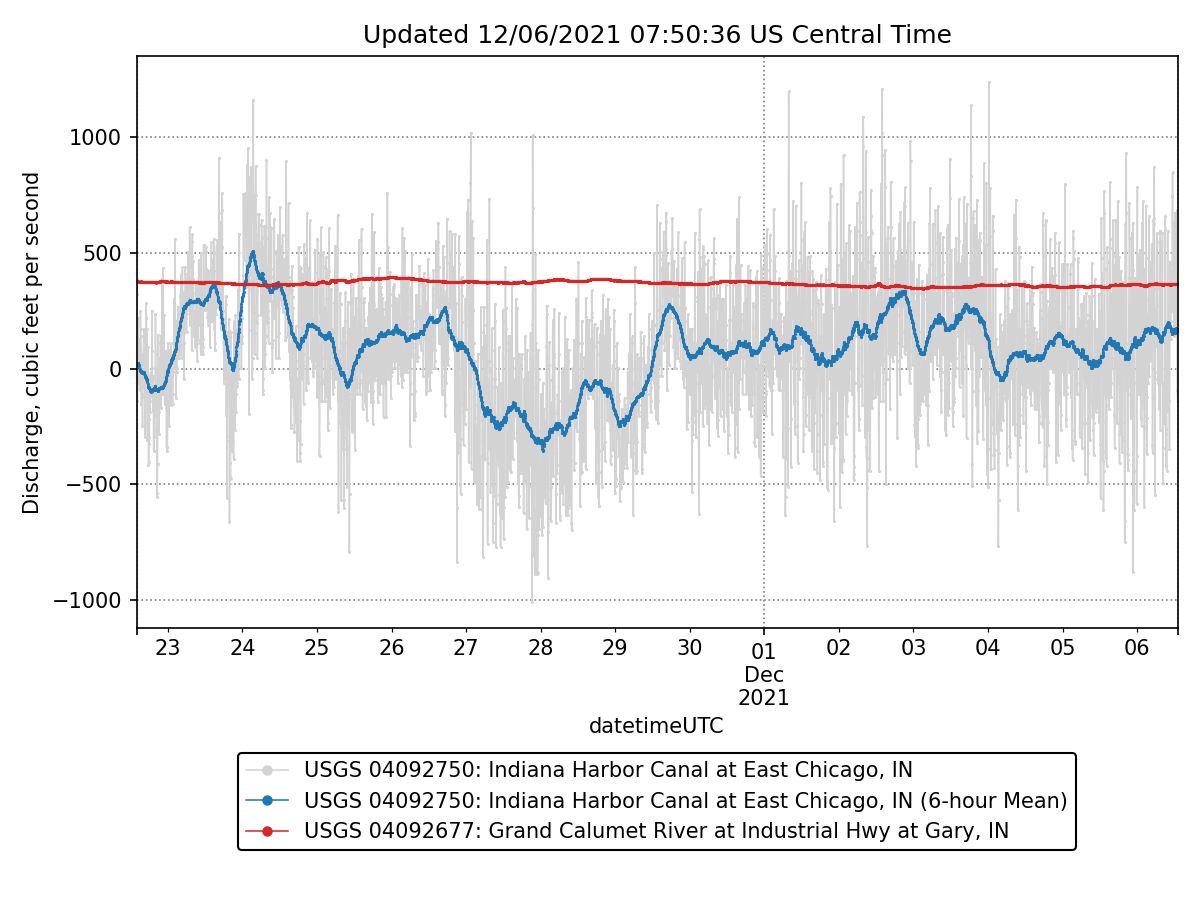 Updated 12/06/2021 07:50:36 US Central Time
Discharge, cubic feet per second
1000
500
0
−500
−1000
23 24 25 26 27 28 29 30 01 02 03 04 05 06
Dec
2021
datetimeUTC
USGS 04092750: Indiana Harbor Canal at East Chicago, IN
USGS 04092750: Indiana Harbor Canal at East Chicago, IN (6-hour Mean)
USGS 04092677: Grand Calumet River at Industrial Hwy at Gary, IN